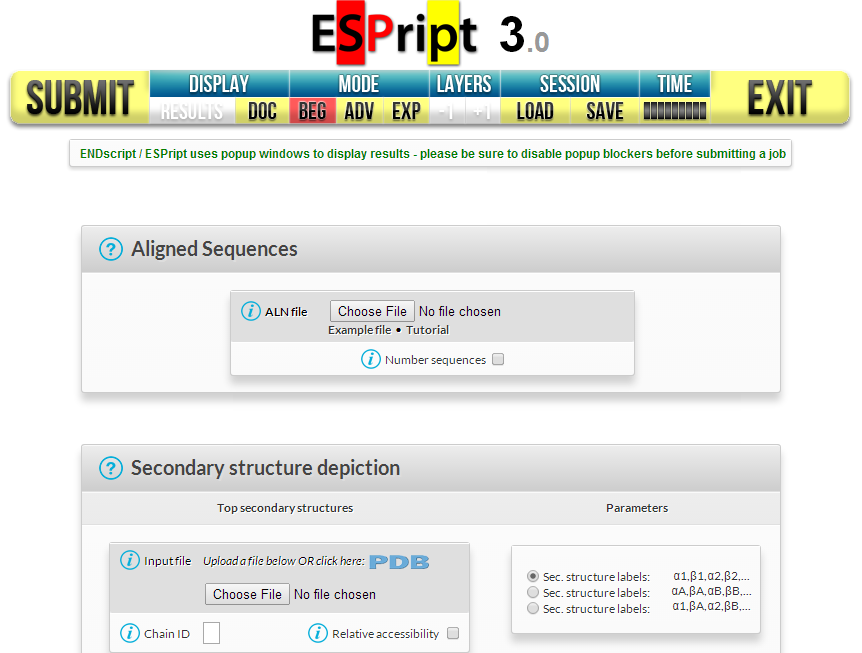 ESPript 3.0
SUBMIT DISPLAY MODE LAYERS SESSION TIME EXIT
RESULTS DOC BEG ADV EXP -1 +1 LOAD SAVE
ENDscript / ESPript uses popup windows to display results - please be sure to disable popup blockers before submitting a job
? Aligned Sequences
i ALN file Choose File No file chosen
Example file • Tutorial
i Number sequences
? Secondary structure depiction
Top secondary structures Parameters
i Input file Upload a file below OR click here: PDB
Choose File No file chosen
i Chain ID i Relative accessibility
Sec. structure labels: α1,β1,α2,β2,...
Sec. structure labels: αA,βA,αB,βB,...
Sec. structure labels: α1,βA,α2,βB,...